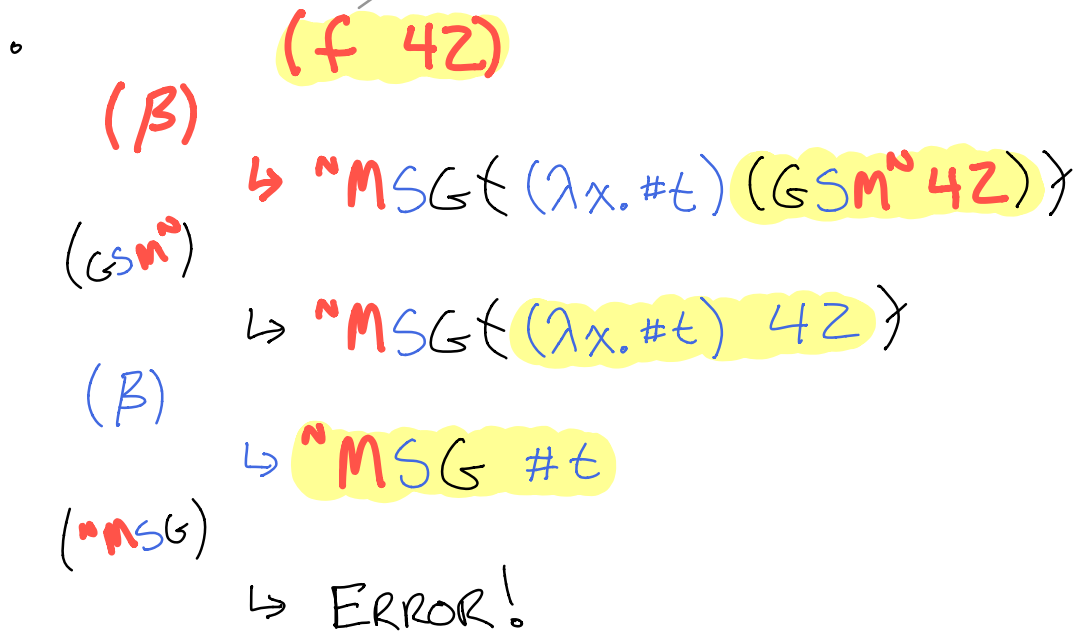 (f 42)
(β)
↳ ᴺMSG⟨(λx.#t) (GSMᴺ 42)⟩
(GSMᴺ)
↳ ᴺMSG⟨(λx.#t) 42⟩
(β)
↳ ᴺMSG #t
(ᴺMSG)
↳ ERROR!